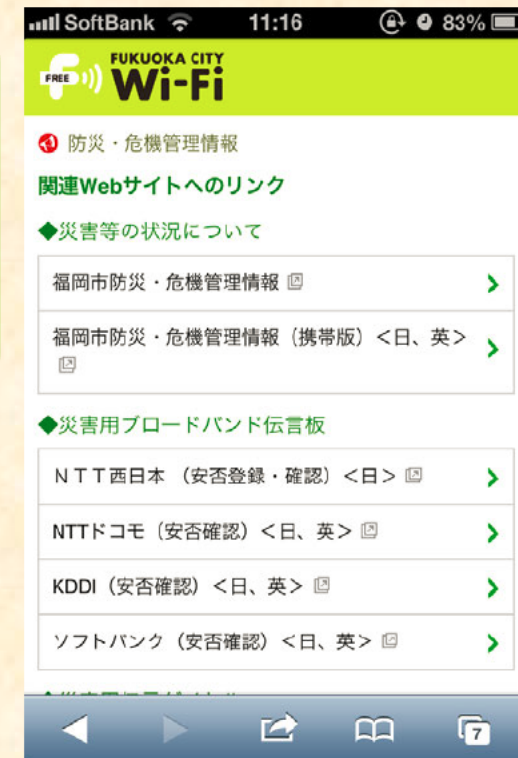 SoftBank 11:16 83%
FREE FUKUOKA CITY
Wi-Fi
防災・危機管理情報
関連Webサイトへのリンク
◆災害等の状況について
福岡市防災・危機管理情報
福岡市防災・危機管理情報（携帯版）＜日、英＞
◆災害用ブロードバンド伝言板
ＮＴＴ西日本 （安否登録・確認）＜日＞
NTTドコモ（安否確認）＜日、英＞
KDDI（安否確認）＜日、英＞
ソフトバンク（安否確認）＜日、英＞
7